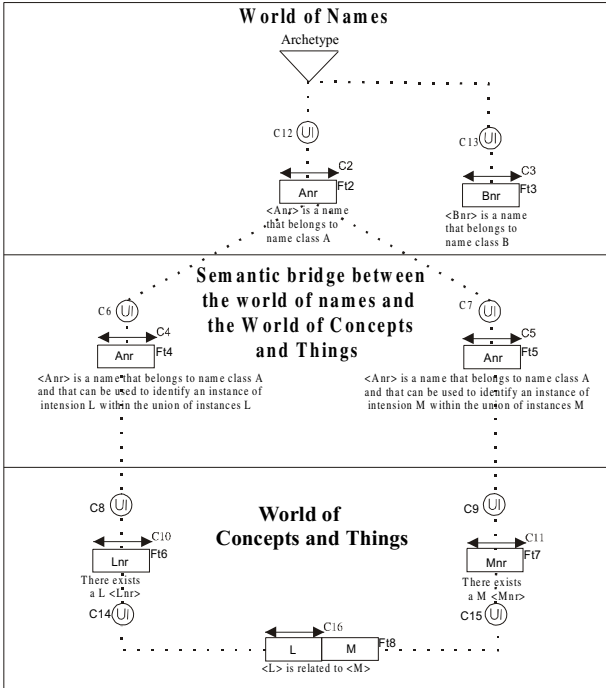 World of Names
Archetype
C12 UI
C13 UI
C2
Anr Ft2
<Anr> is a name
that belongs to
name class A
C3
Bnr Ft3
<Bnr> is a name
that belongs to
name class B
Semantic bridge between
the world of names and
the World of Concepts
and Things
C6 UI
C7 UI
C4
Anr Ft4
<Anr> is a name that belongs to name class A
and that can be used to identify an instance of
intension L within the union of instances L
C5
Anr Ft5
<Anr> is a name that belongs to name class A
and that can be used to identify an instance of
intension M within the union of instances M
World of
Concepts and Things
C8 UI
C9 UI
C10
Lnr Ft6
There exists
a L <Lnr>
C14 UI
C11
Mnr Ft7
There exists
a M <Mnr>
C15 UI
C16
L M Ft8
<L> is related to <M>